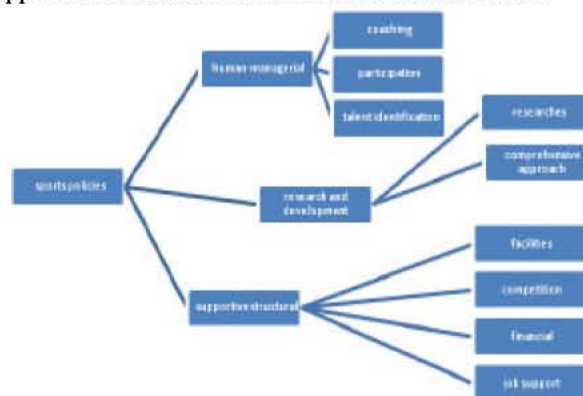 coaching
human-managerial
participation
talent identification
researches
comprehensive
approach
sports policies
research and
development
facilities
competition
supportive structural
financial
job support